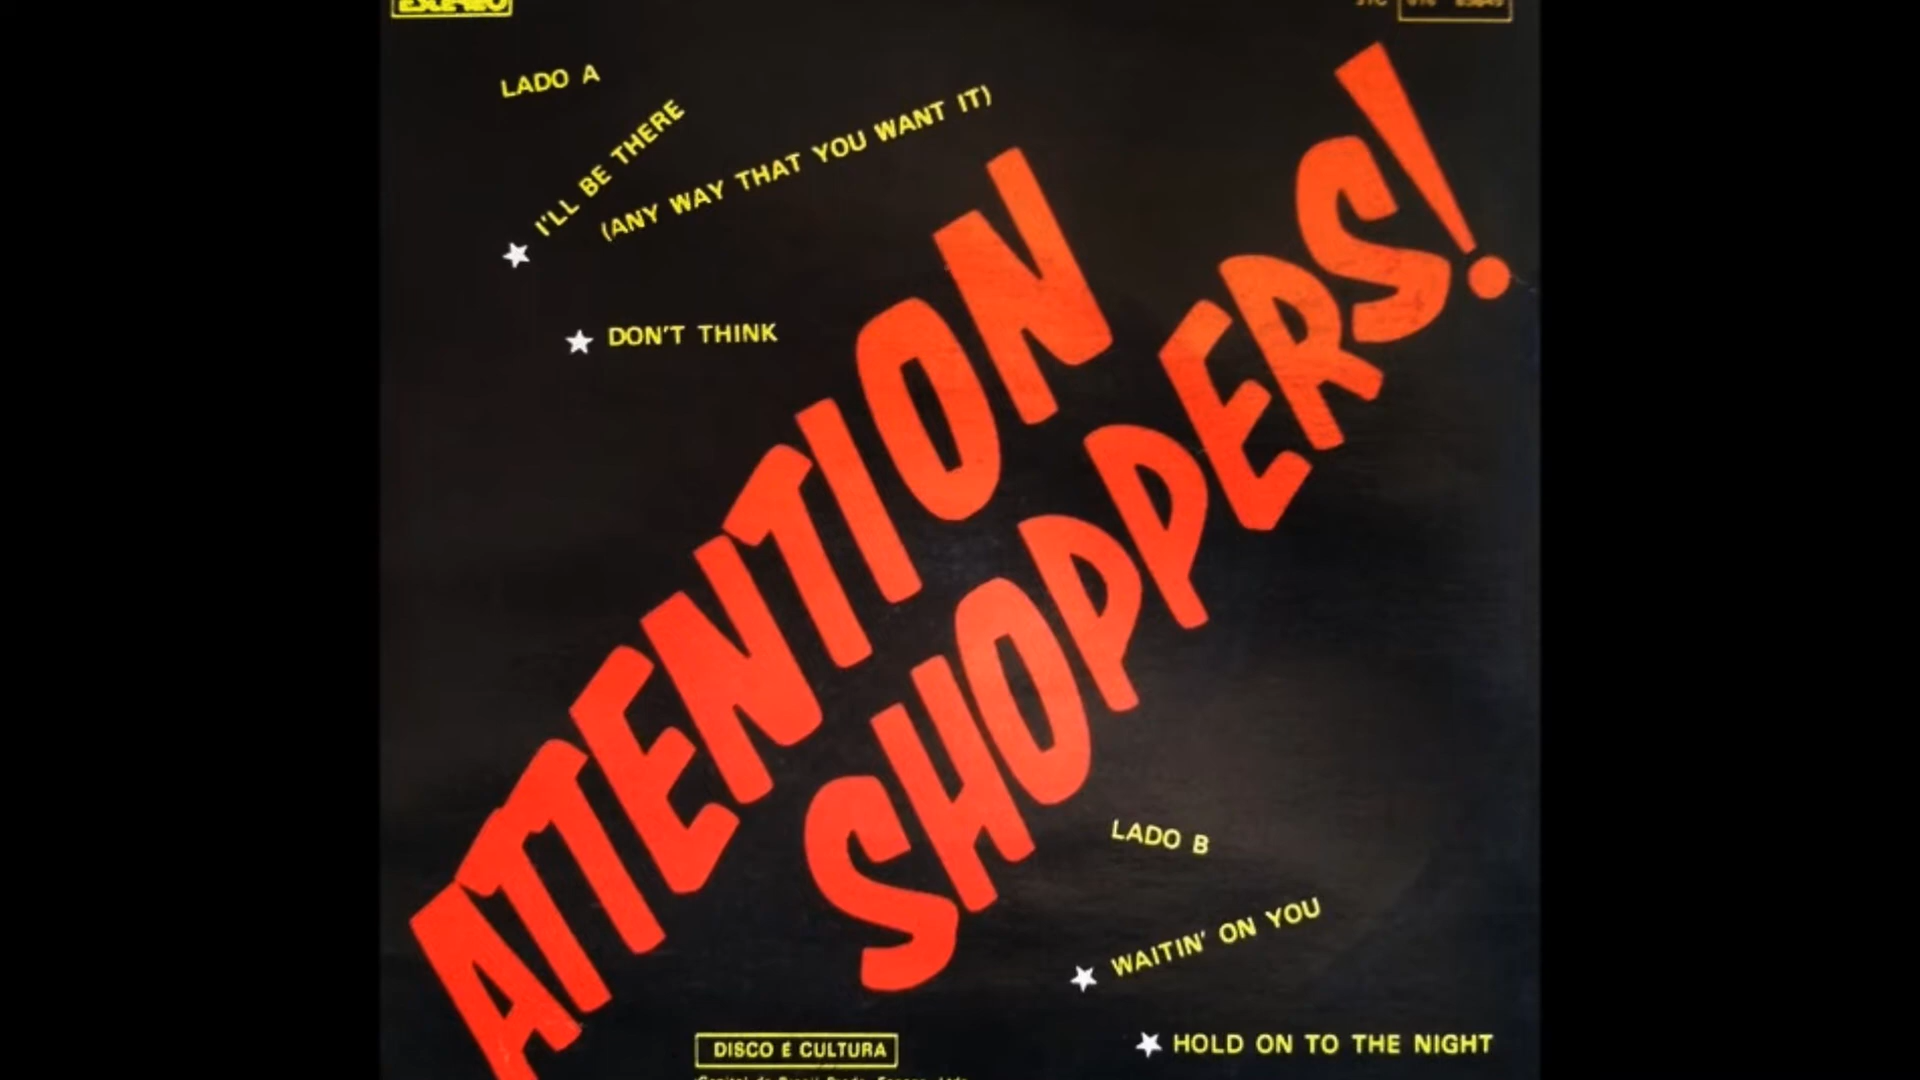 ESTÉREO
LADO A
I'LL BE THERE
(ANY WAY THAT YOU WANT IT)
DON'T THINK
ATTENTION
SHOPPERS!
LADO B
WAITIN' ON YOU
HOLD ON TO THE NIGHT
DISCO É CULTURA